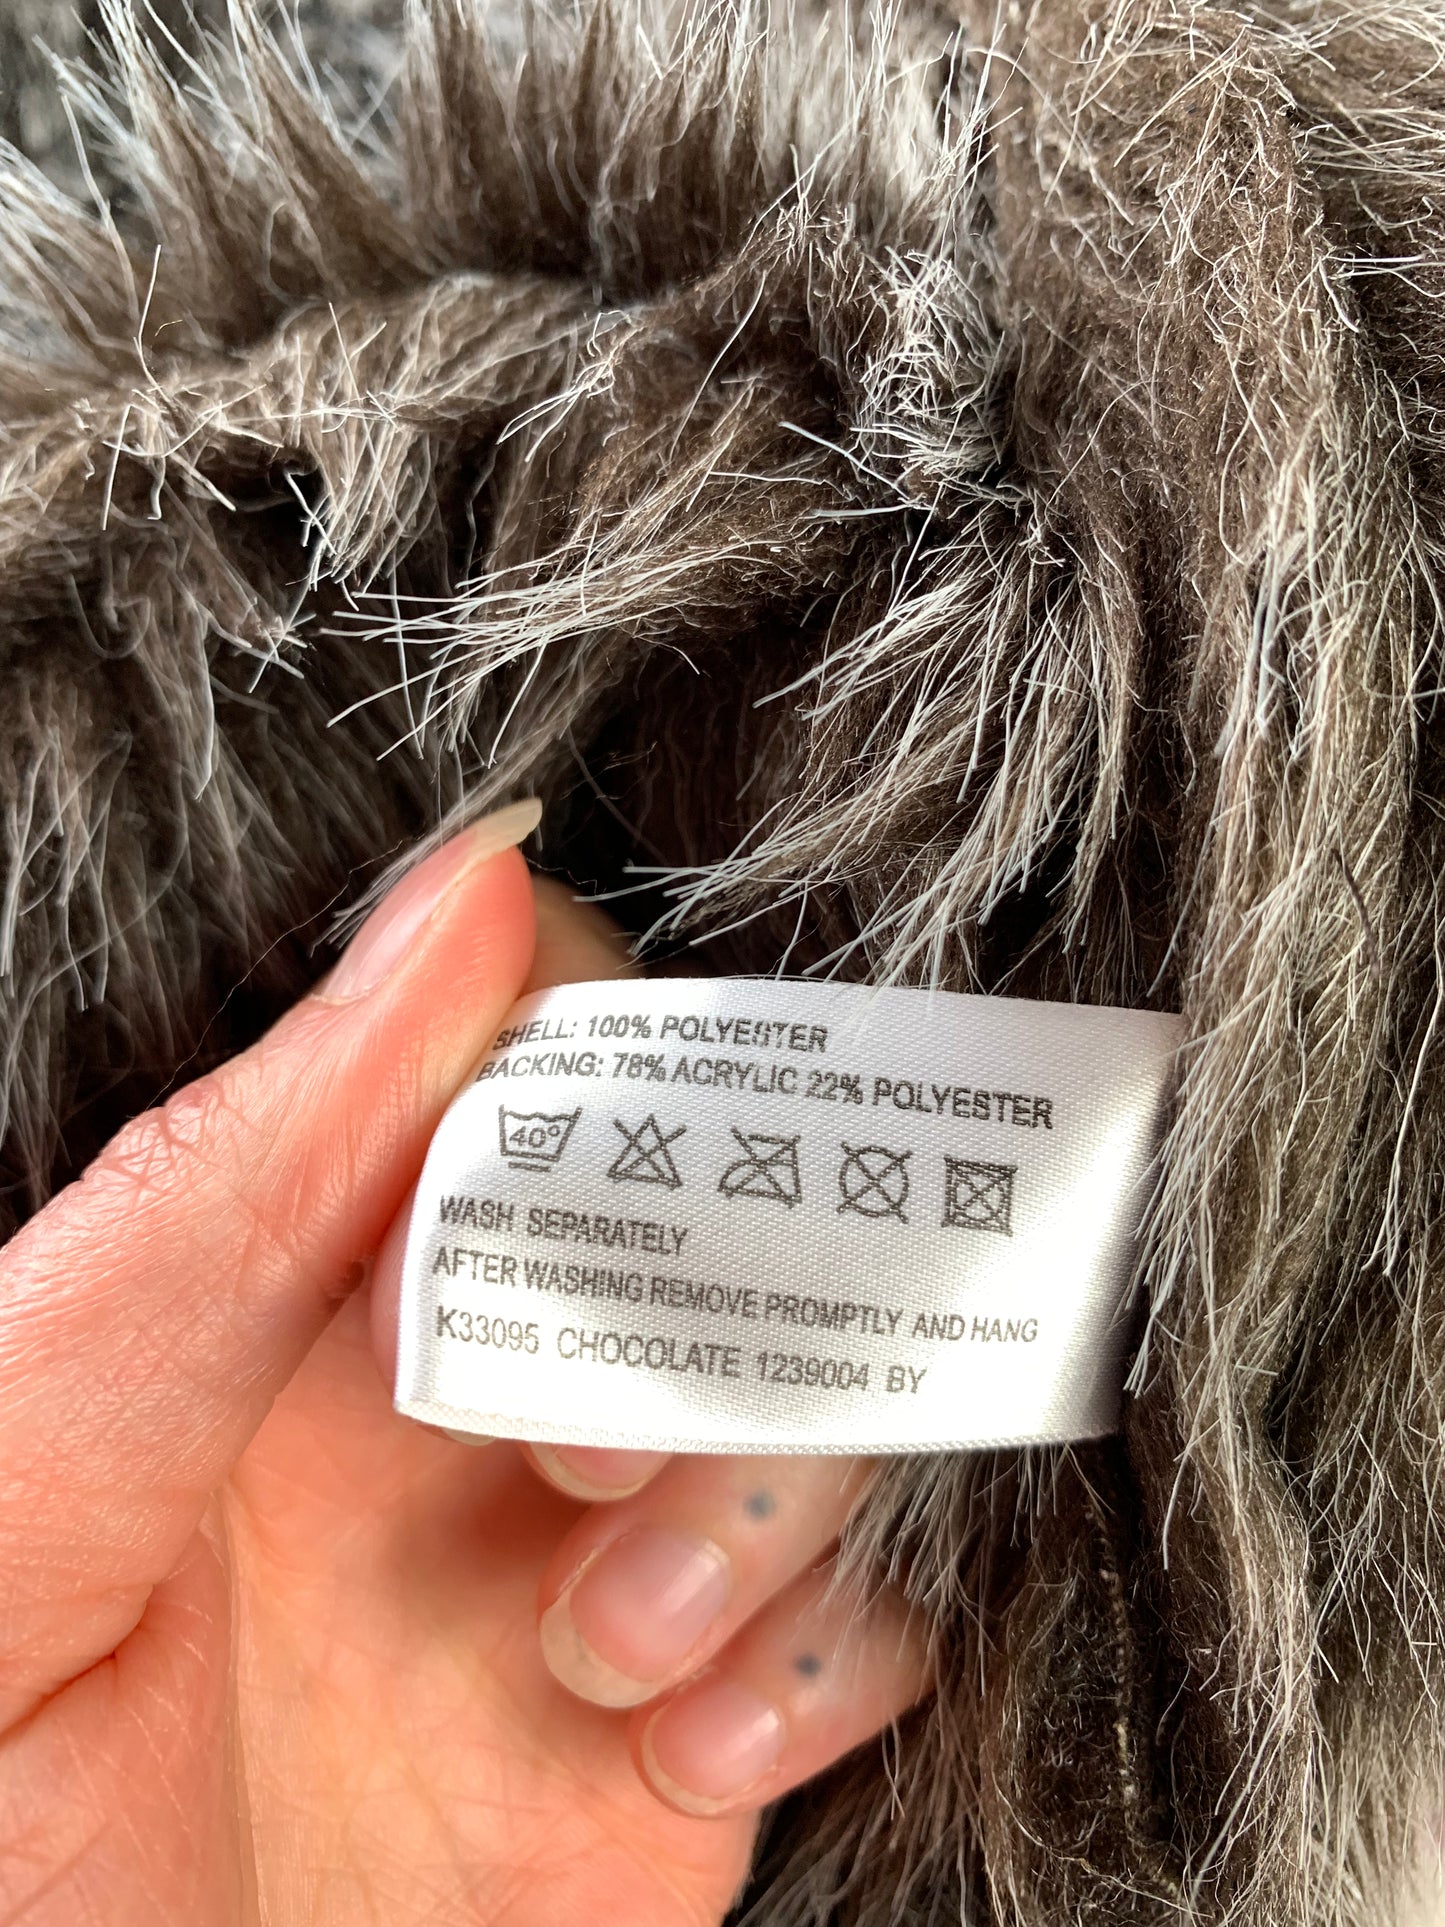 SHELL: 100% POLYESTER
BACKING: 78% ACRYLIC 22% POLYESTER
40°
WASH SEPARATELY
AFTER WASHING REMOVE PROMPTLY AND HANG
K33095 CHOCOLATE 1239004 BY